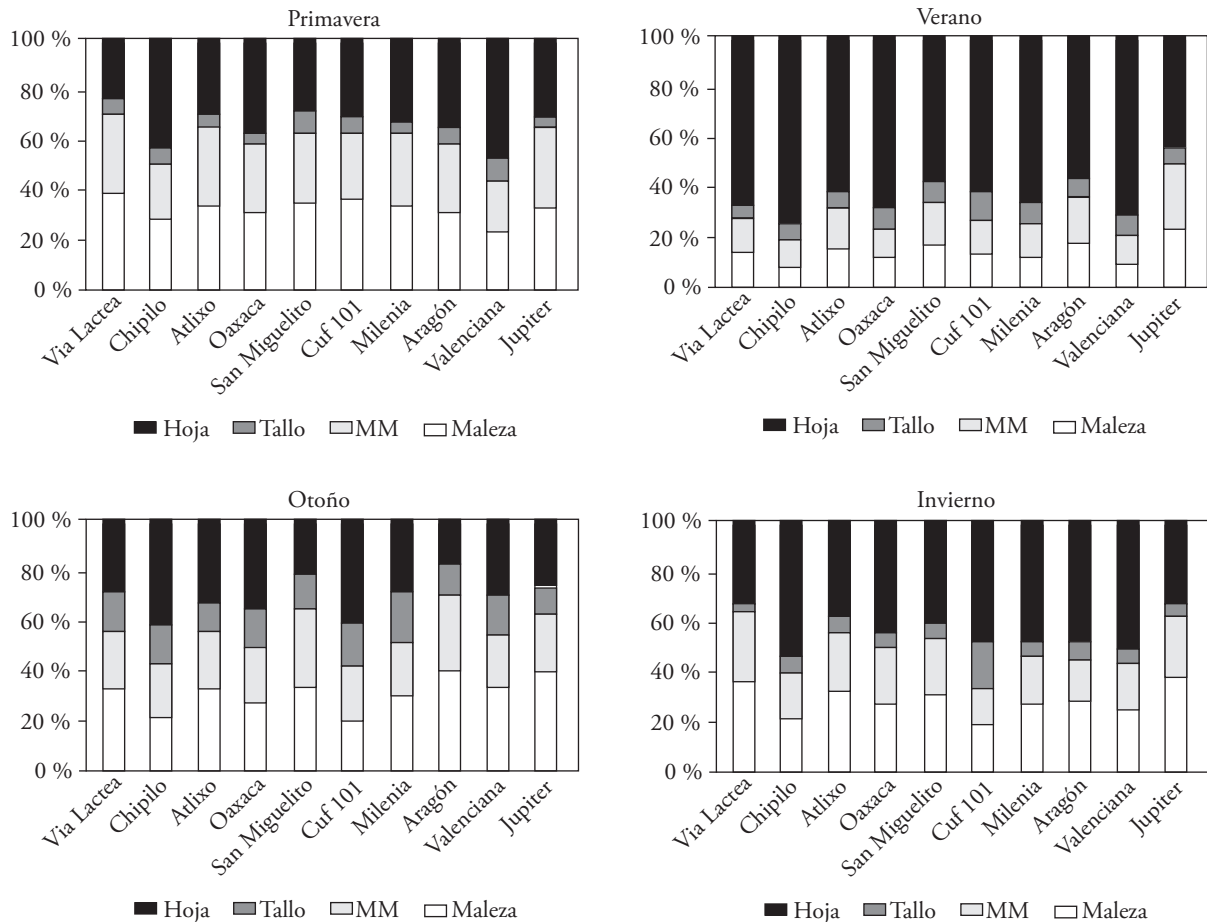 Primavera
100 %
80 %
60 %
40 %
20 %
0 %
Via Lactea
Chipilo
Atlixo
Oaxaca
San Miguelito
Cuf 101
Milenia
Aragón
Valenciana
Jupiter
Hoja Tallo MM Maleza
Verano
100 %
80 %
60 %
40 %
20 %
0 %
Via Lactea
Chipilo
Atlixo
Oaxaca
San Miguelito
Cuf 101
Milenia
Aragón
Valenciana
Jupiter
Hoja Tallo MM Maleza
Otoño
100 %
80 %
60 %
40 %
20 %
0 %
Via Lactea
Chipilo
Atlixo
Oaxaca
San Miguelito
Cuf 101
Milenia
Aragón
Valenciana
Jupiter
Hoja Tallo MM Maleza
Invierno
100 %
80 %
60 %
40 %
20 %
0 %
Via Lactea
Chipilo
Atlixo
Oaxaca
San Miguelito
Cuf 101
Milenia
Aragón
Valenciana
Jupiter
Hoja Tallo MM Maleza